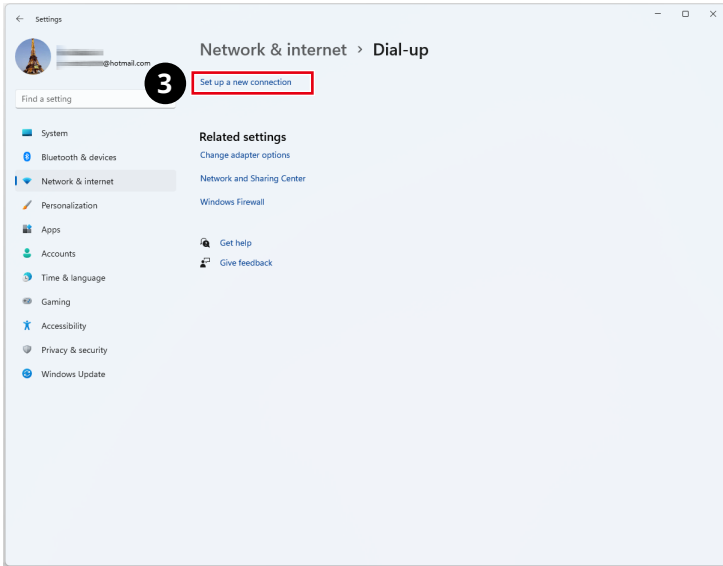 Settings
@hotmail.com
Find a setting
System
Bluetooth & devices
Network & internet
Personalization
Apps
Accounts
Time & language
Gaming
Accessibility
Privacy & security
Windows Update
Network & internet > Dial-up
3
Set up a new connection
Related settings
Change adapter options
Network and Sharing Center
Windows Firewall
Get help
Give feedback